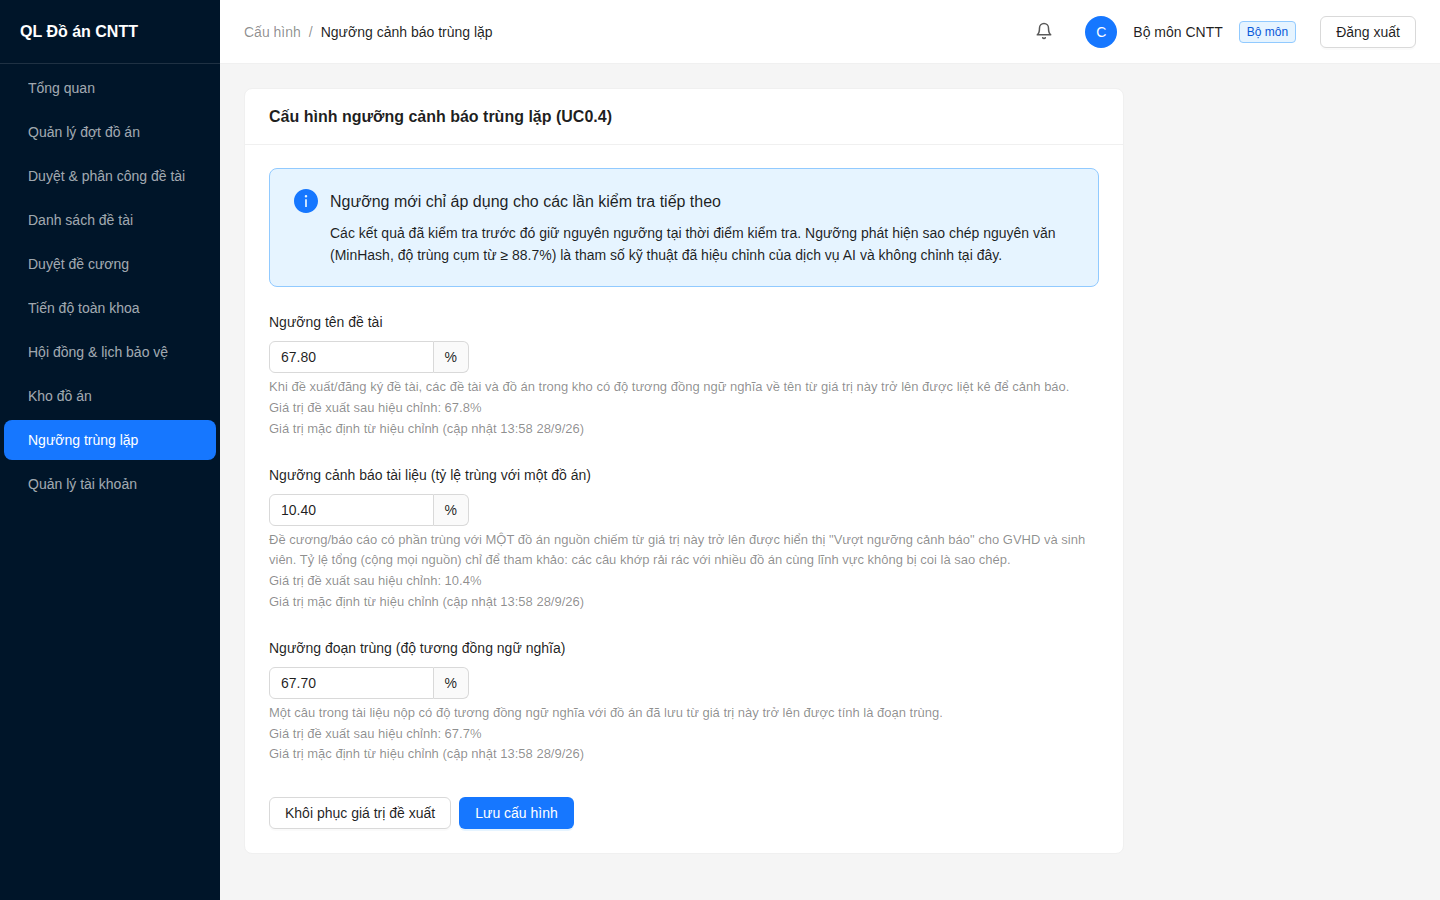 QL Đồ án CNTT
Tổng quan
Quản lý đợt đồ án
Duyệt & phân công đề tài
Danh sách đề tài
Duyệt đề cương
Tiến độ toàn khoa
Hội đồng & lịch bảo vệ
Kho đồ án
Ngưỡng trùng lặp
Quản lý tài khoản
Cấu hình / Ngưỡng cảnh báo trùng lặp
C Bộ môn CNTT Bộ môn Đăng xuất
Cấu hình ngưỡng cảnh báo trùng lặp (UC0.4)
Ngưỡng mới chỉ áp dụng cho các lần kiểm tra tiếp theo
Các kết quả đã kiểm tra trước đó giữ nguyên ngưỡng tại thời điểm kiểm tra. Ngưỡng phát hiện sao chép nguyên văn
(MinHash, độ trùng cụm từ ≥ 88.7%) là tham số kỹ thuật đã hiệu chỉnh của dịch vụ AI và không chỉnh tại đây.
Ngưỡng tên đề tài
67.80 %
Khi đề xuất/đăng ký đề tài, các đề tài và đồ án trong kho có độ tương đồng ngữ nghĩa về tên từ giá trị này trở lên được liệt kê để cảnh báo.
Giá trị đề xuất sau hiệu chỉnh: 67.8%
Giá trị mặc định từ hiệu chỉnh (cập nhật 13:58 28/9/26)
Ngưỡng cảnh báo tài liệu (tỷ lệ trùng với một đồ án)
10.40 %
Đề cương/báo cáo có phần trùng với MỘT đồ án nguồn chiếm từ giá trị này trở lên được hiển thị "Vượt ngưỡng cảnh báo" cho GVHD và sinh
viên. Tỷ lệ tổng (cộng mọi nguồn) chỉ để tham khảo: các câu khớp rải rác với nhiều đồ án cùng lĩnh vực không bị coi là sao chép.
Giá trị đề xuất sau hiệu chỉnh: 10.4%
Giá trị mặc định từ hiệu chỉnh (cập nhật 13:58 28/9/26)
Ngưỡng đoạn trùng (độ tương đồng ngữ nghĩa)
67.70 %
Một câu trong tài liệu nộp có độ tương đồng ngữ nghĩa với đồ án đã lưu từ giá trị này trở lên được tính là đoạn trùng.
Giá trị đề xuất sau hiệu chỉnh: 67.7%
Giá trị mặc định từ hiệu chỉnh (cập nhật 13:58 28/9/26)
Khôi phục giá trị đề xuất Lưu cấu hình